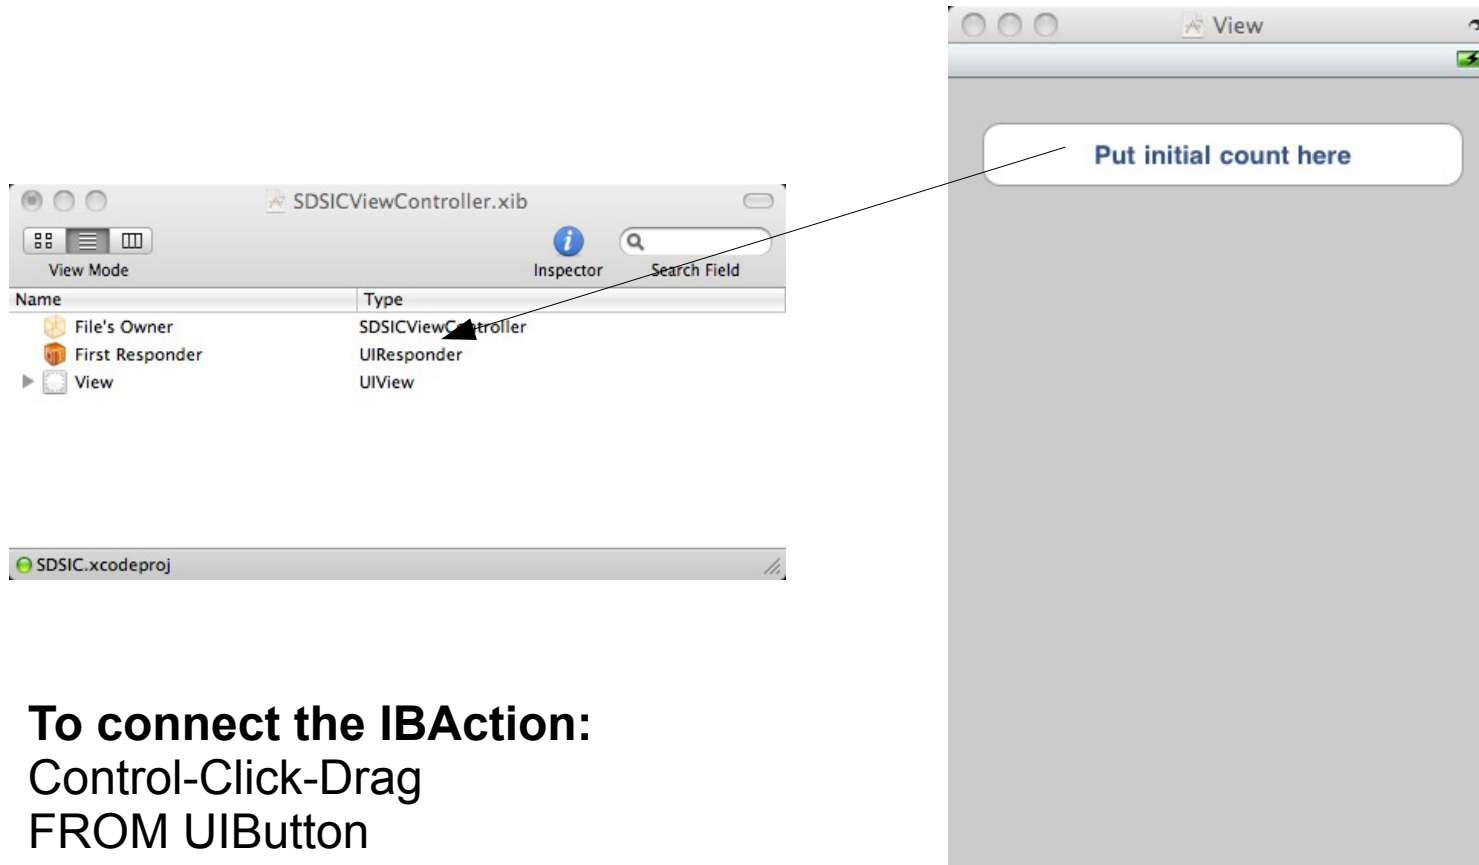 View
Put initial count here
SDSICViewController.xib
View Mode
Inspector
Search Field
Name Type
File's Owner SDSICViewController
First Responder UIResponder
View UIView
SDSIC.xcodeproj
To connect the IBAction:
Control-Click-Drag
FROM UIButton